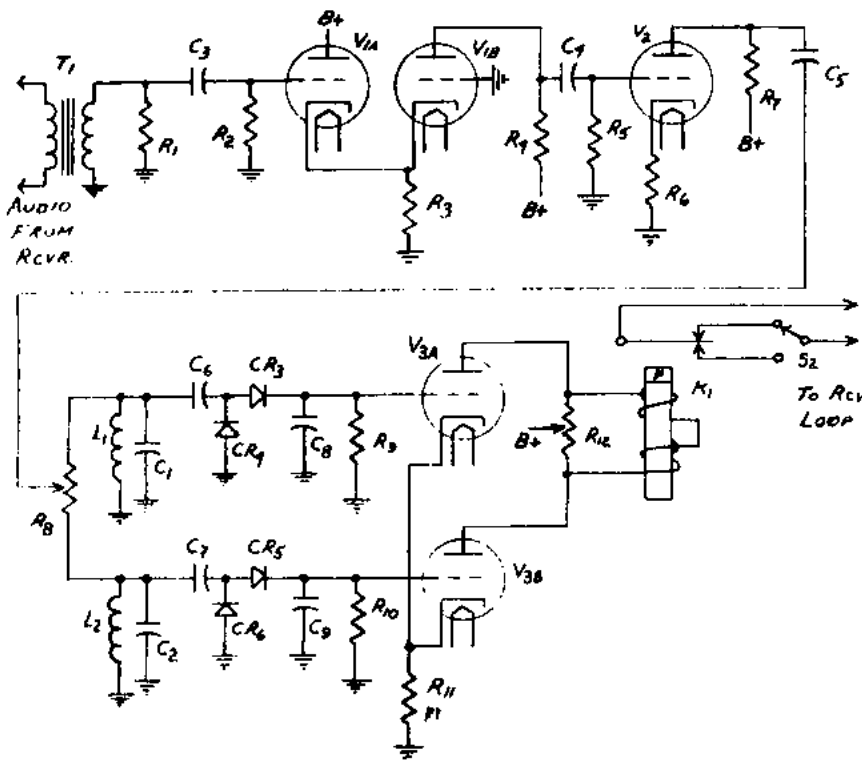 B+
T1
C3
V1A
V1B
C4
V2
C5
R1
R2
R3
R4
B+
R5
R6
R7
B+
AUDIO
FROM
RCVR.
C6
CR3
V3A
L1
C1
CR4
C8
R9
B+
R12
P
K1
S2
TO RCV
LOOP
R8
C7
CR5
V3B
L2
C2
CR6
C9
R10
R11